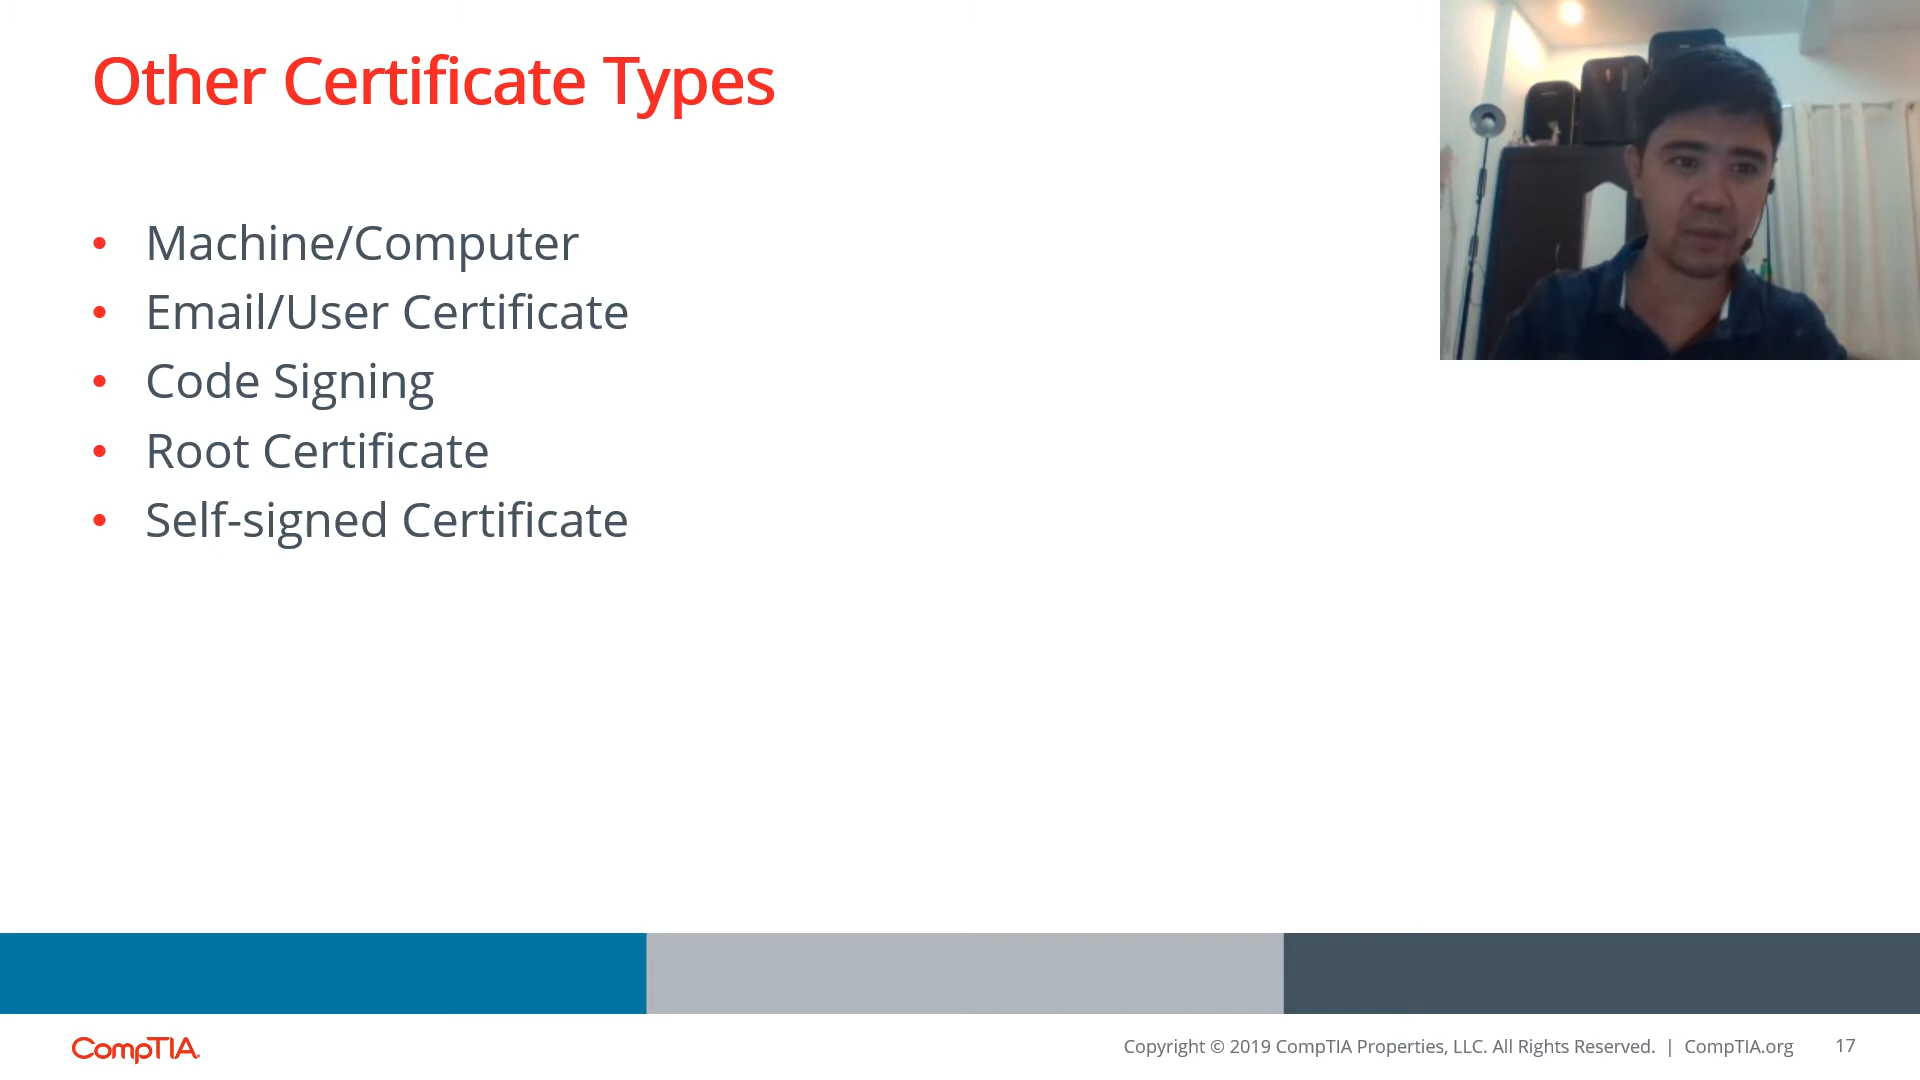 Other Certificate Types
• Machine/Computer
• Email/User Certificate
• Code Signing
• Root Certificate
• Self-signed Certificate
CompTIA.
Copyright © 2019 CompTIA Properties, LLC. All Rights Reserved. | CompTIA.org 17